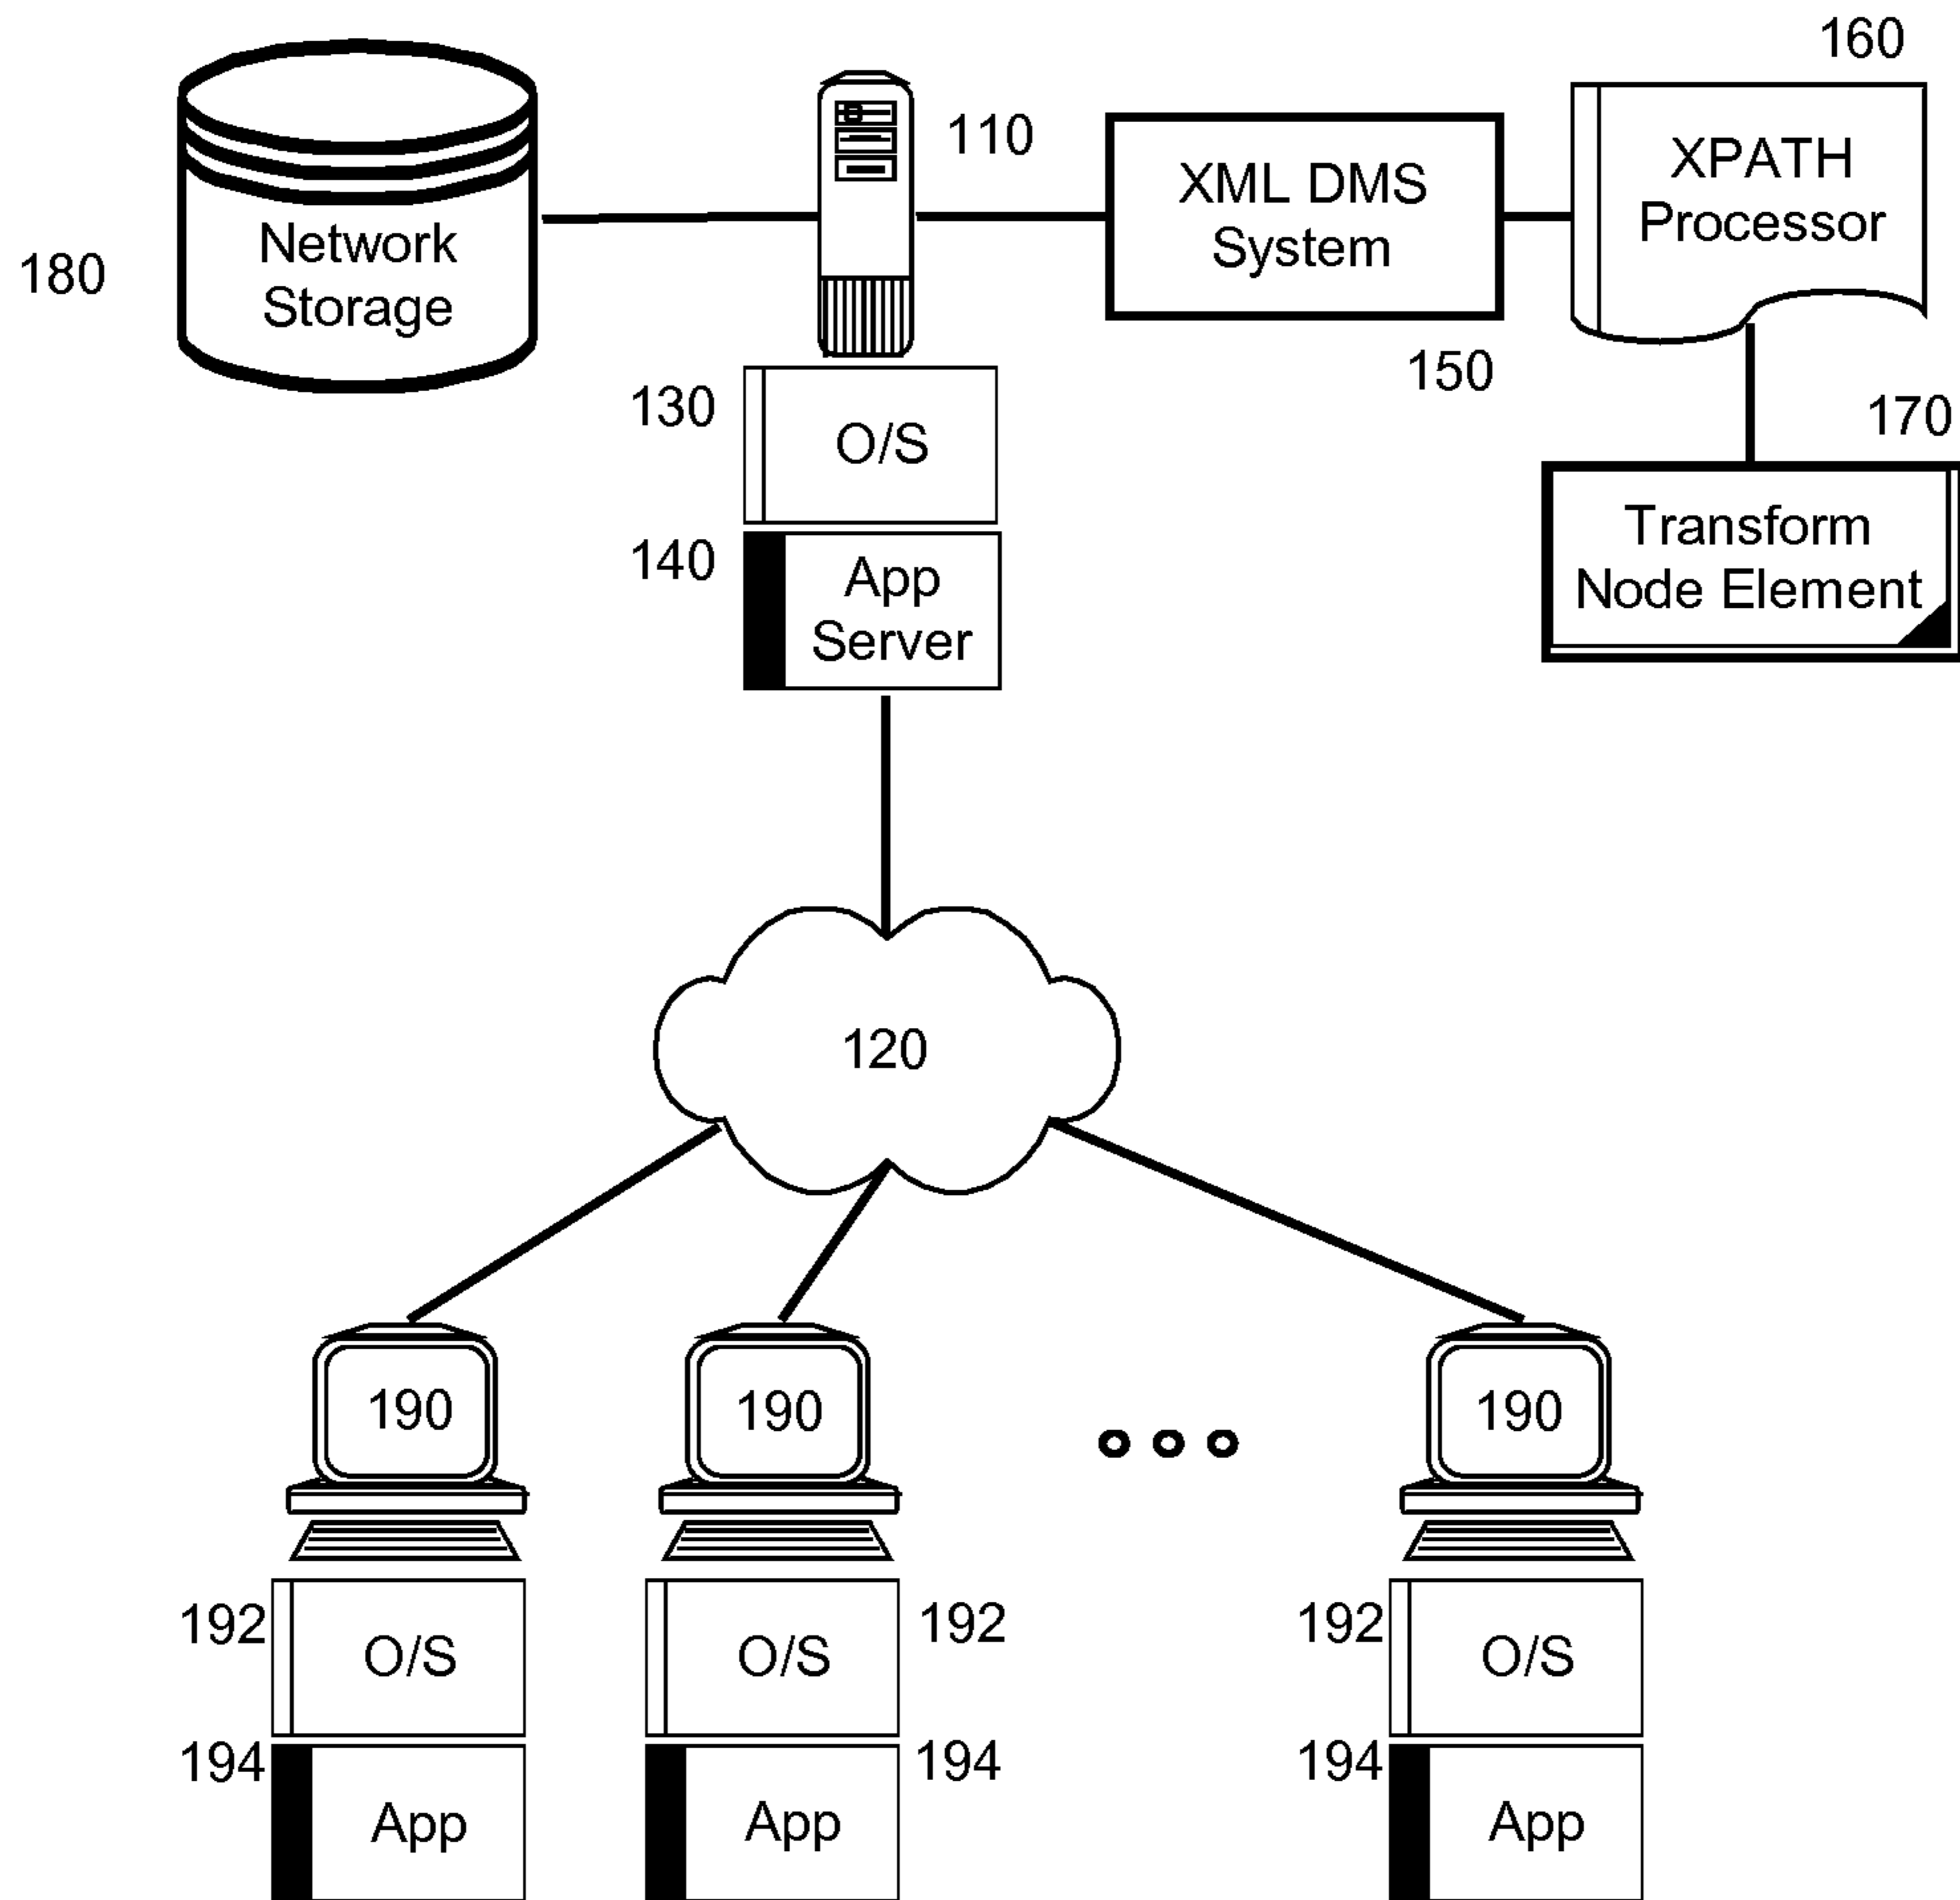 160
110
XPATH
Processor
XML DMS
System
Network
Storage
180
150
130
O/S
170
140
App
Server
Transform
Node Element
120
190
190
190
192
O/S
O/S
192
192
O/S
194
App
App
194
194
App